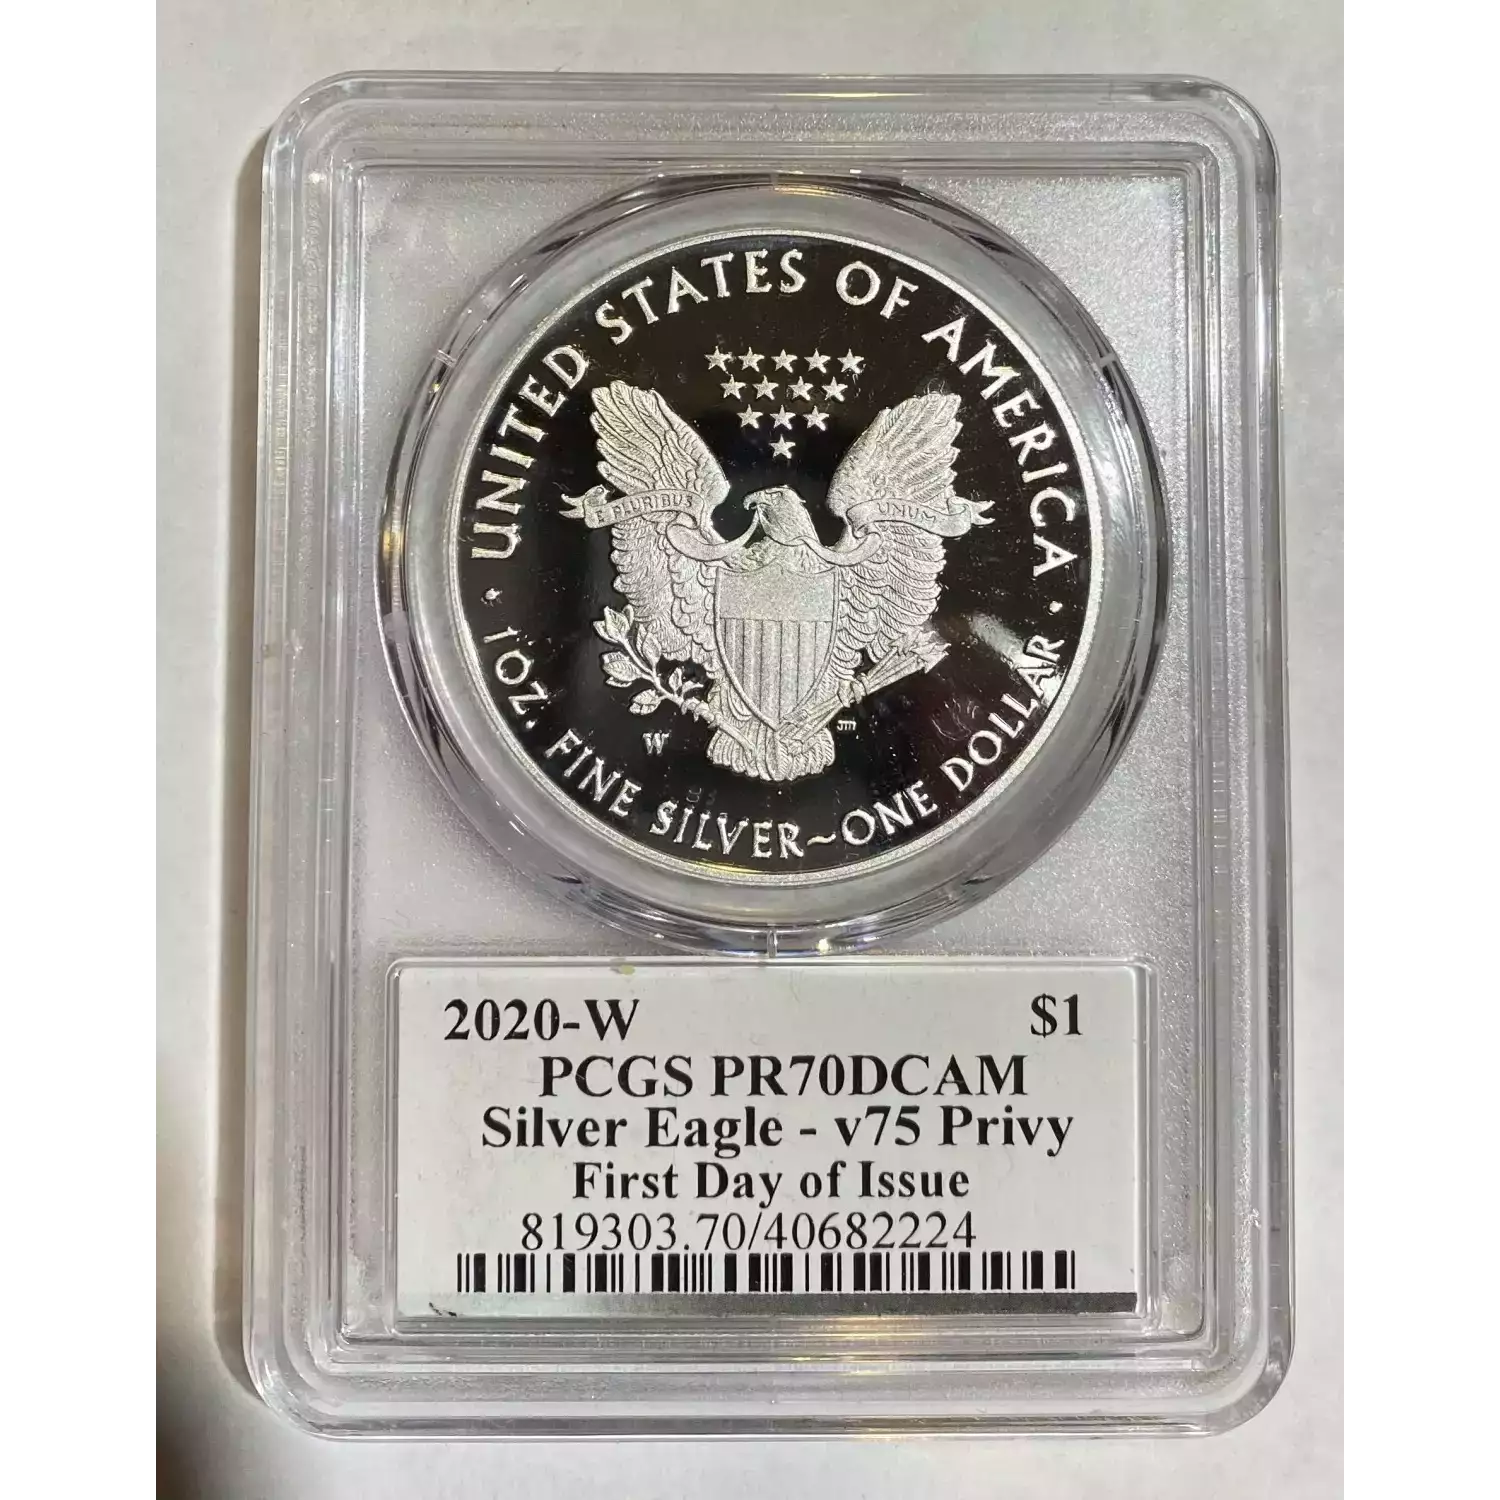 UNITED STATES OF AMERICA
E PLURIBUS UNUM
W
1 OZ. FINE SILVER~ONE DOLLAR
2020-W $1
PCGS PR70DCAM
Silver Eagle - v75 Privy
First Day of Issue
819303.70/40682224